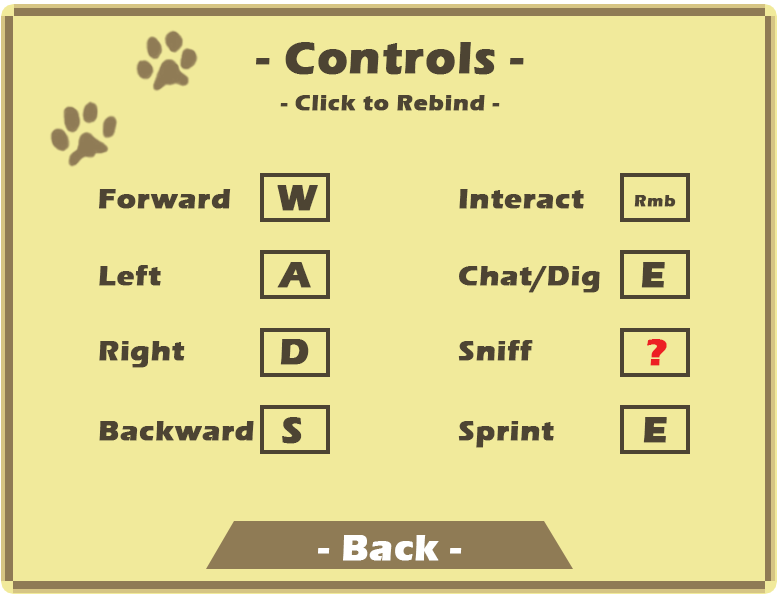 - Controls -
- Click to Rebind -
Forward W Interact Rmb
Left A Chat/Dig E
Right D Sniff ?
Backward S Sprint E
- Back -